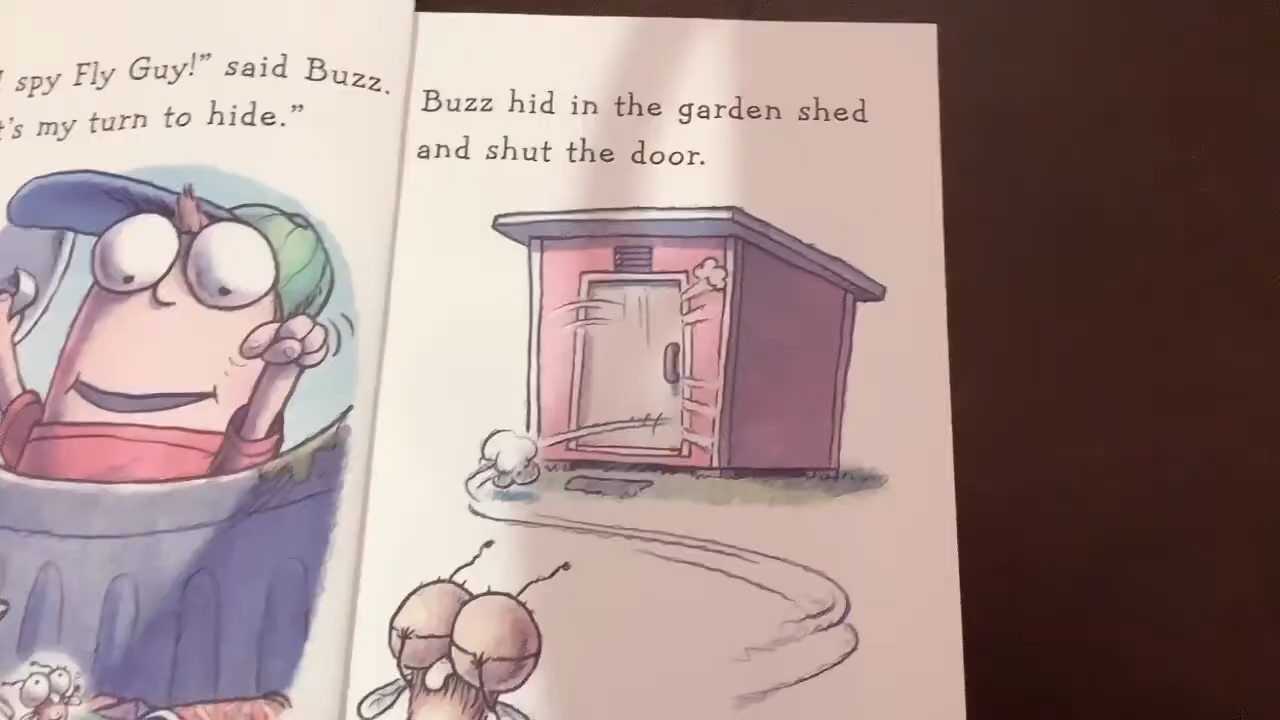 spy Fly Guy!" said Buzz.
t's my turn to hide."
Buzz hid in the garden shed
and shut the door.